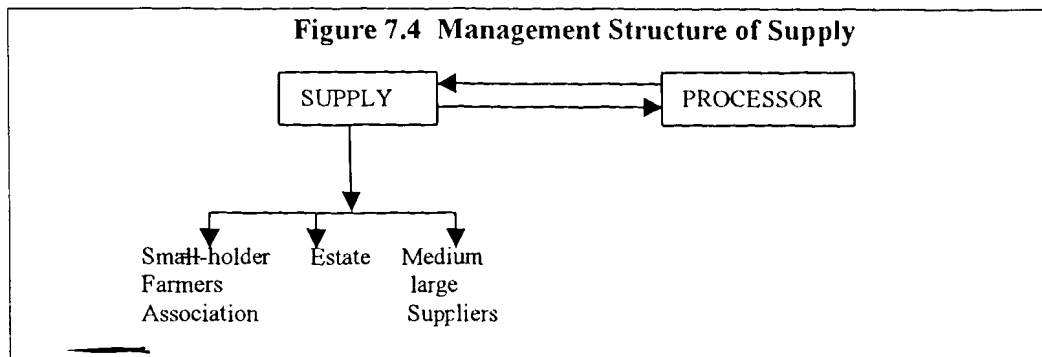 Figure 7.4 Management Structure of Supply
SUPPLY PROCESSOR
Small-holder Estate Medium
Farmers large
Association Suppliers